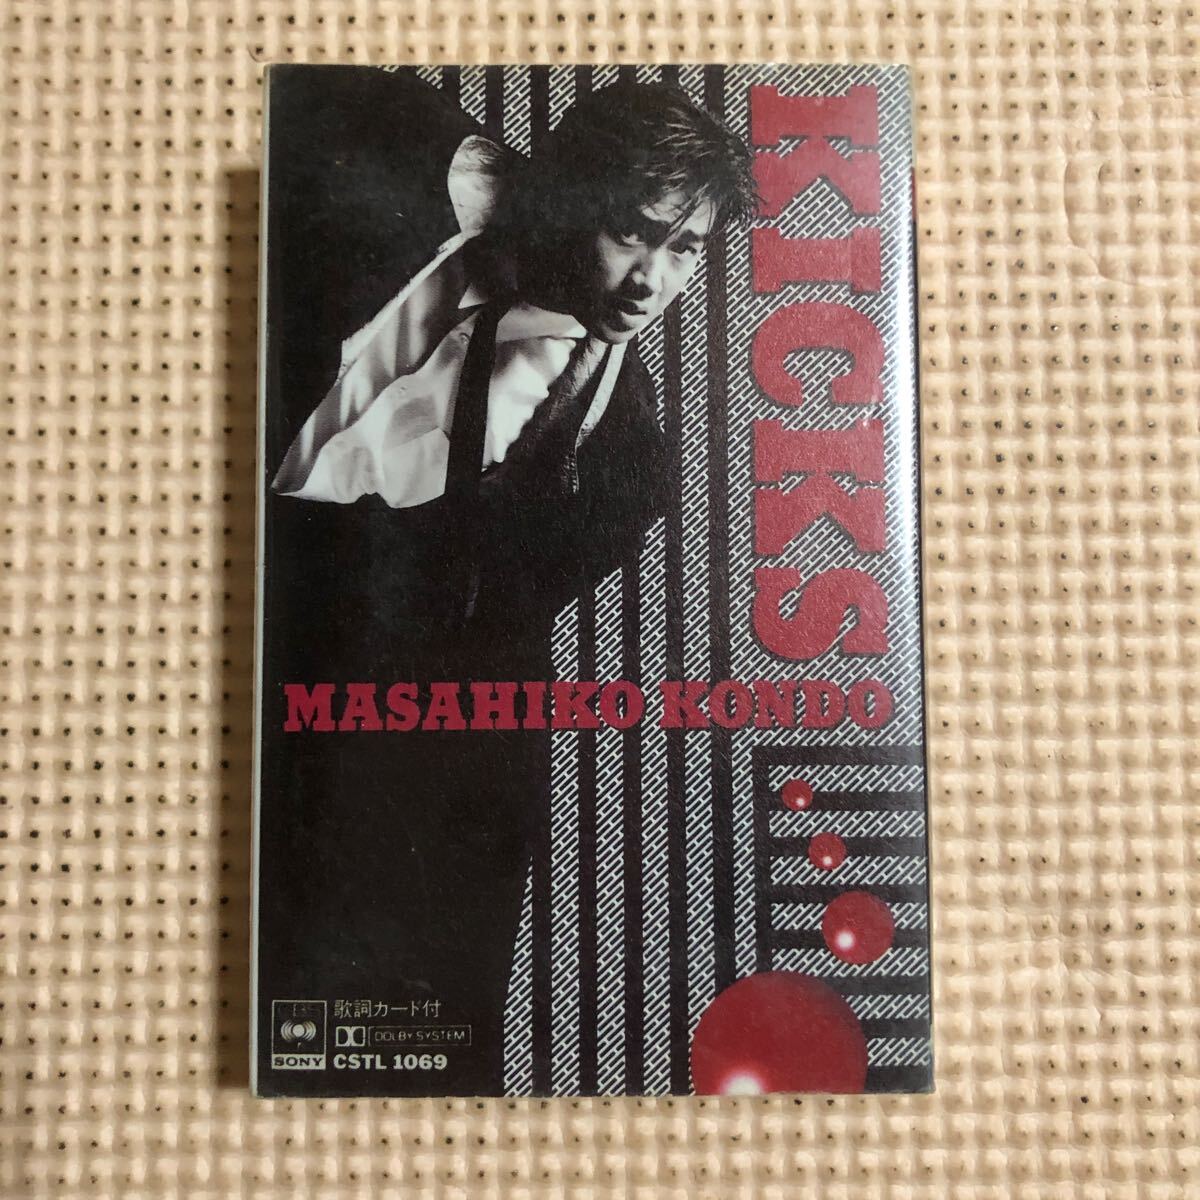 KICKS
MASAHIKO KONDO
歌詞カード付
DOLBY SYSTEM
SONY CSTL 1069